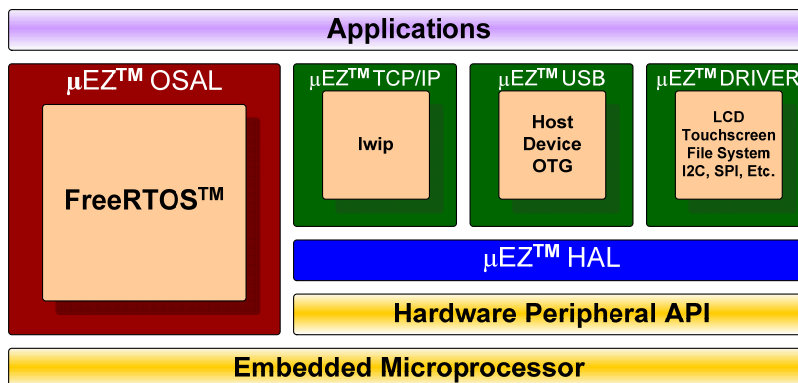 Applications
μEZ™ OSAL
FreeRTOS™
μEZ™ TCP/IP
lwip
μEZ™ USB
Host
Device
OTG
μEZ™ DRIVER
LCD
Touchscreen
File System
I2C, SPI, Etc.
μEZ™ HAL
Hardware Peripheral API
Embedded Microprocessor